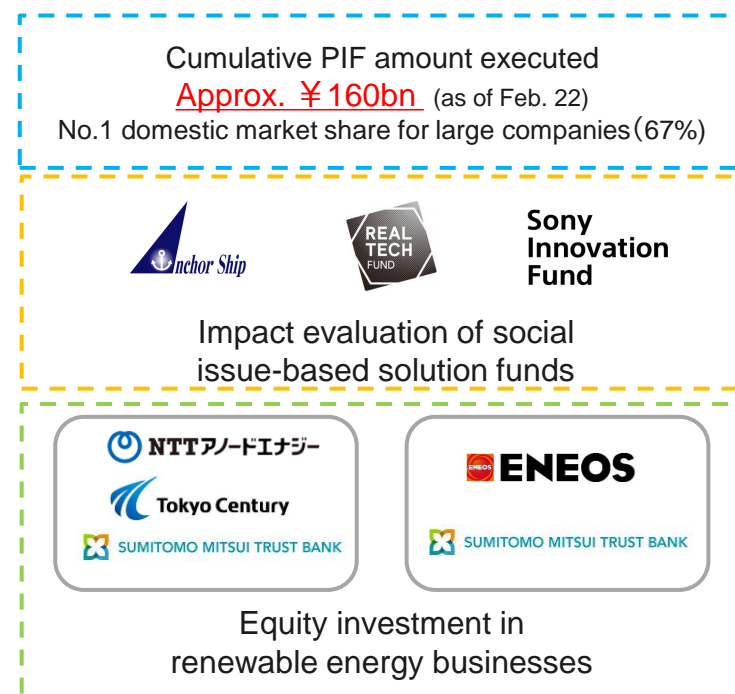 Cumulative PIF amount executed
Approx. ¥160bn (as of Feb. 22)
No.1 domestic market share for large companies（67%)
Anchor Ship
REAL
TECH
FUND
Sony
Innovation
Fund
Impact evaluation of social
issue-based solution funds
NTTアノードエナジー
Tokyo Century
SUMITOMO MITSUI TRUST BANK
ENEOS ENEOS
SUMITOMO MITSUI TRUST BANK
Equity investment in
renewable energy businesses